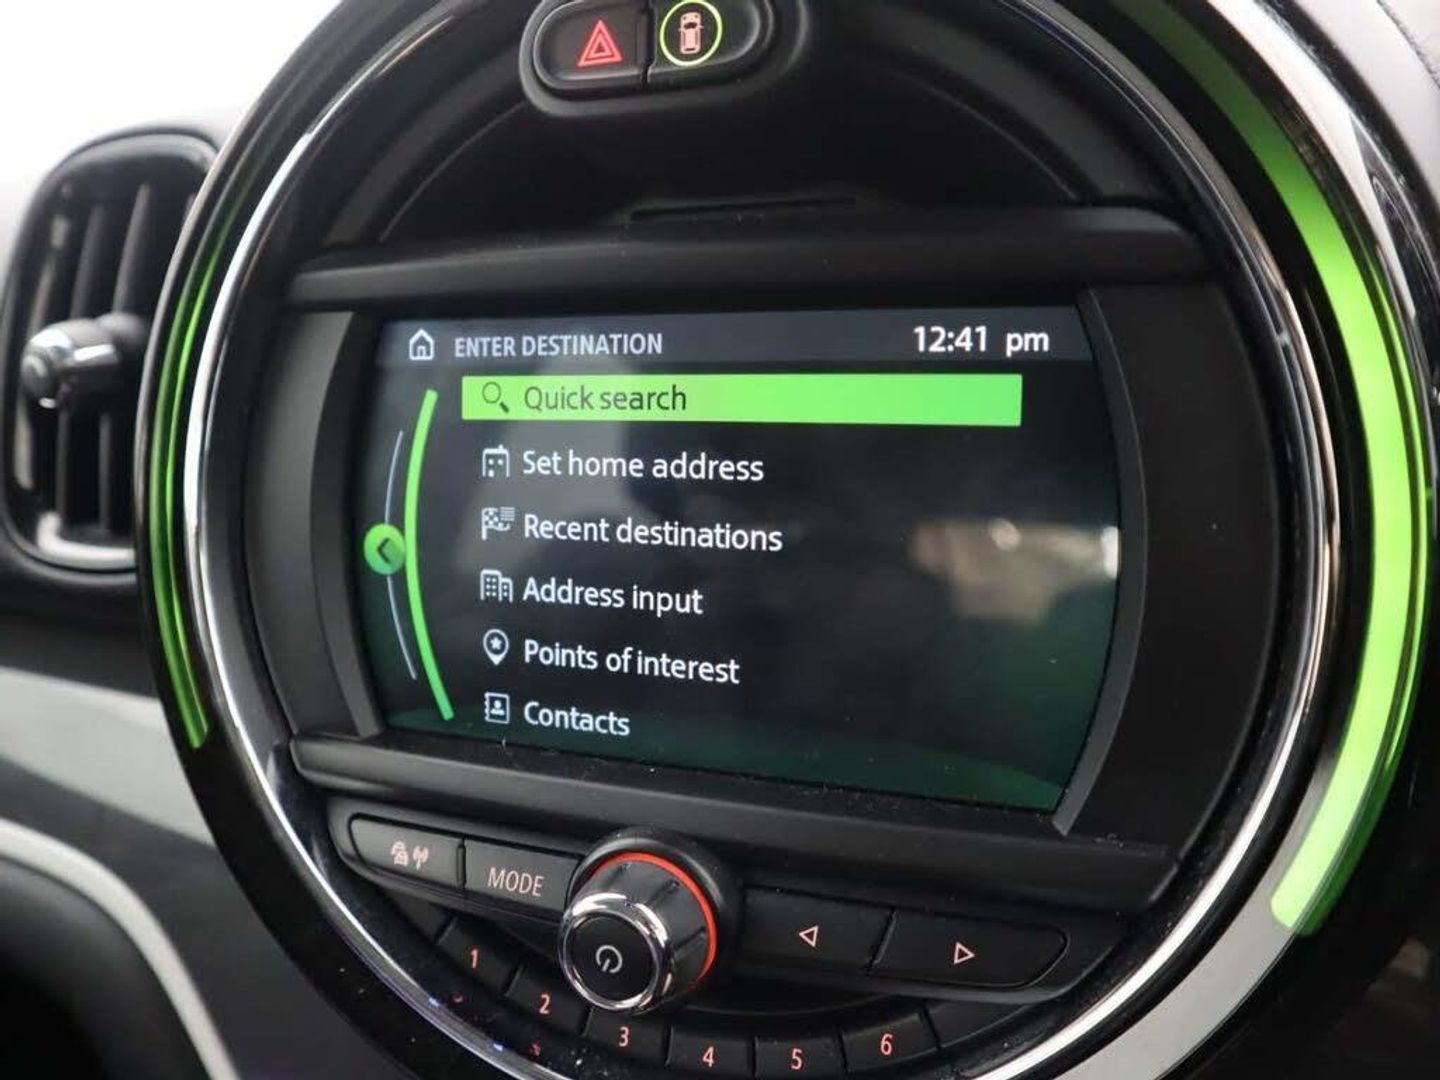 ENTER DESTINATION 12:41 pm
Quick search
Set home address
Recent destinations
Address input
Points of interest
Contacts
MODE
1 2 3 4 5 6